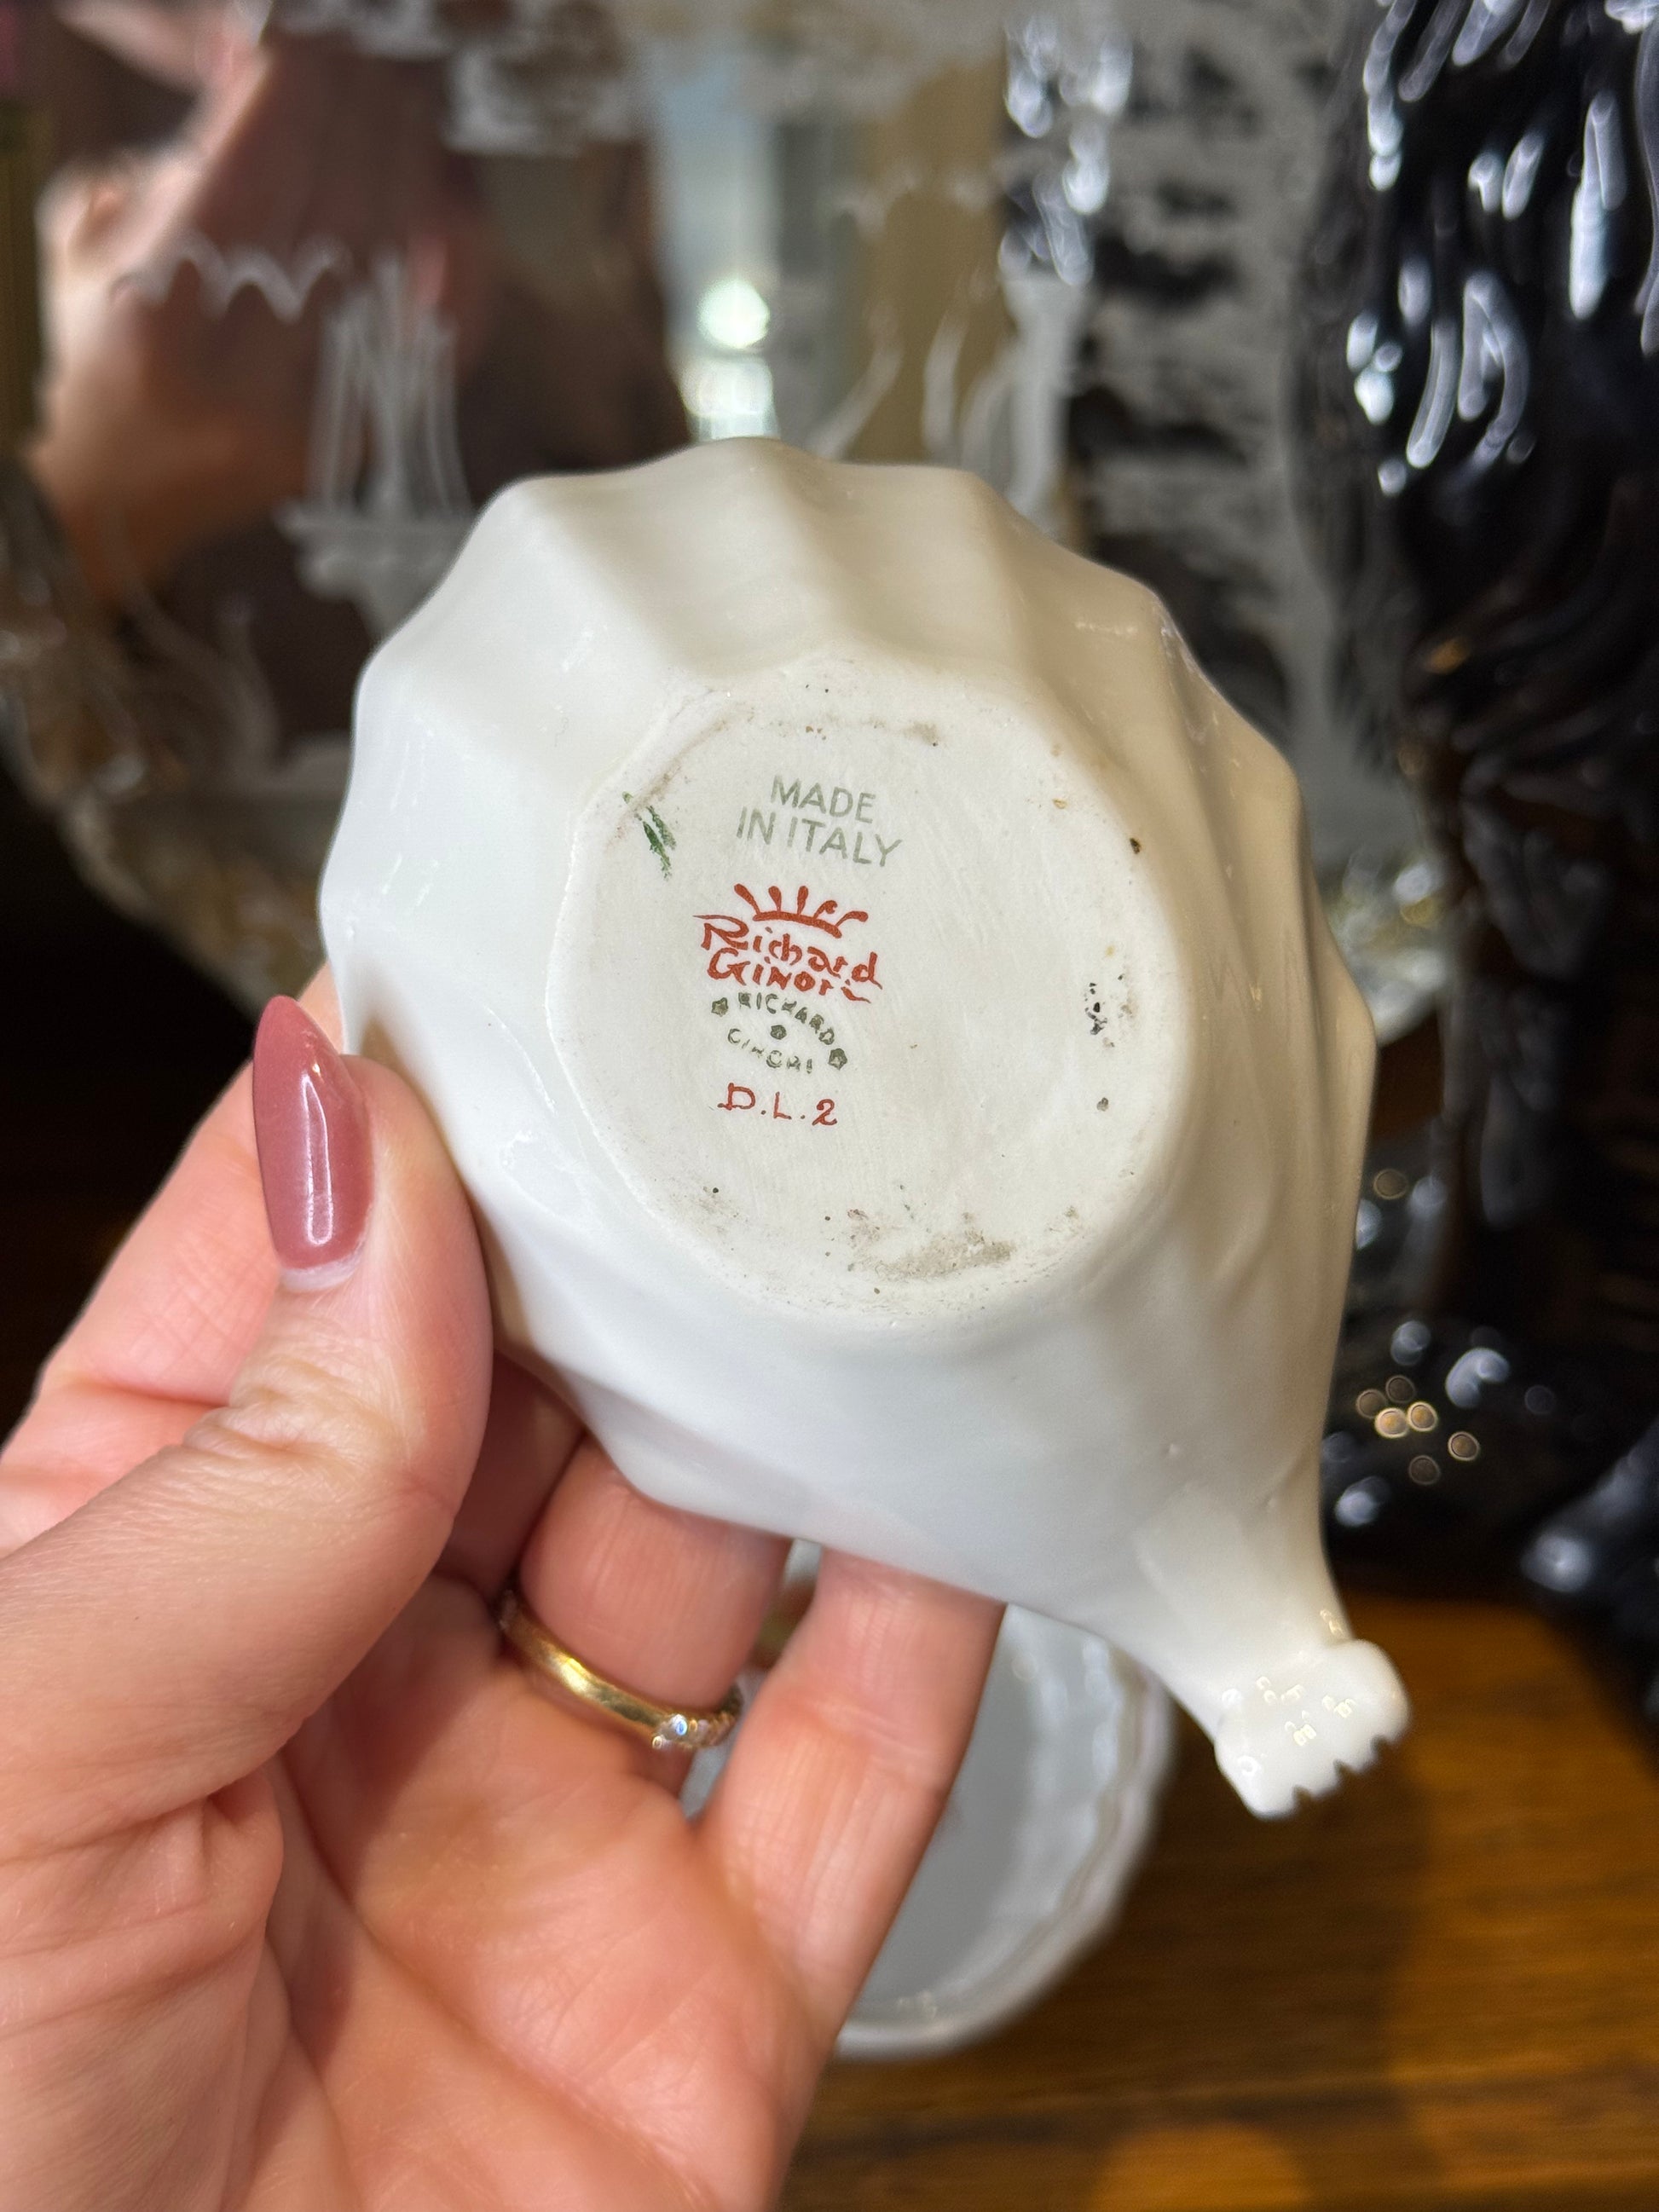 MADE
IN ITALY
Richard
Ginori
RICHARD
GINORI
D.L.2